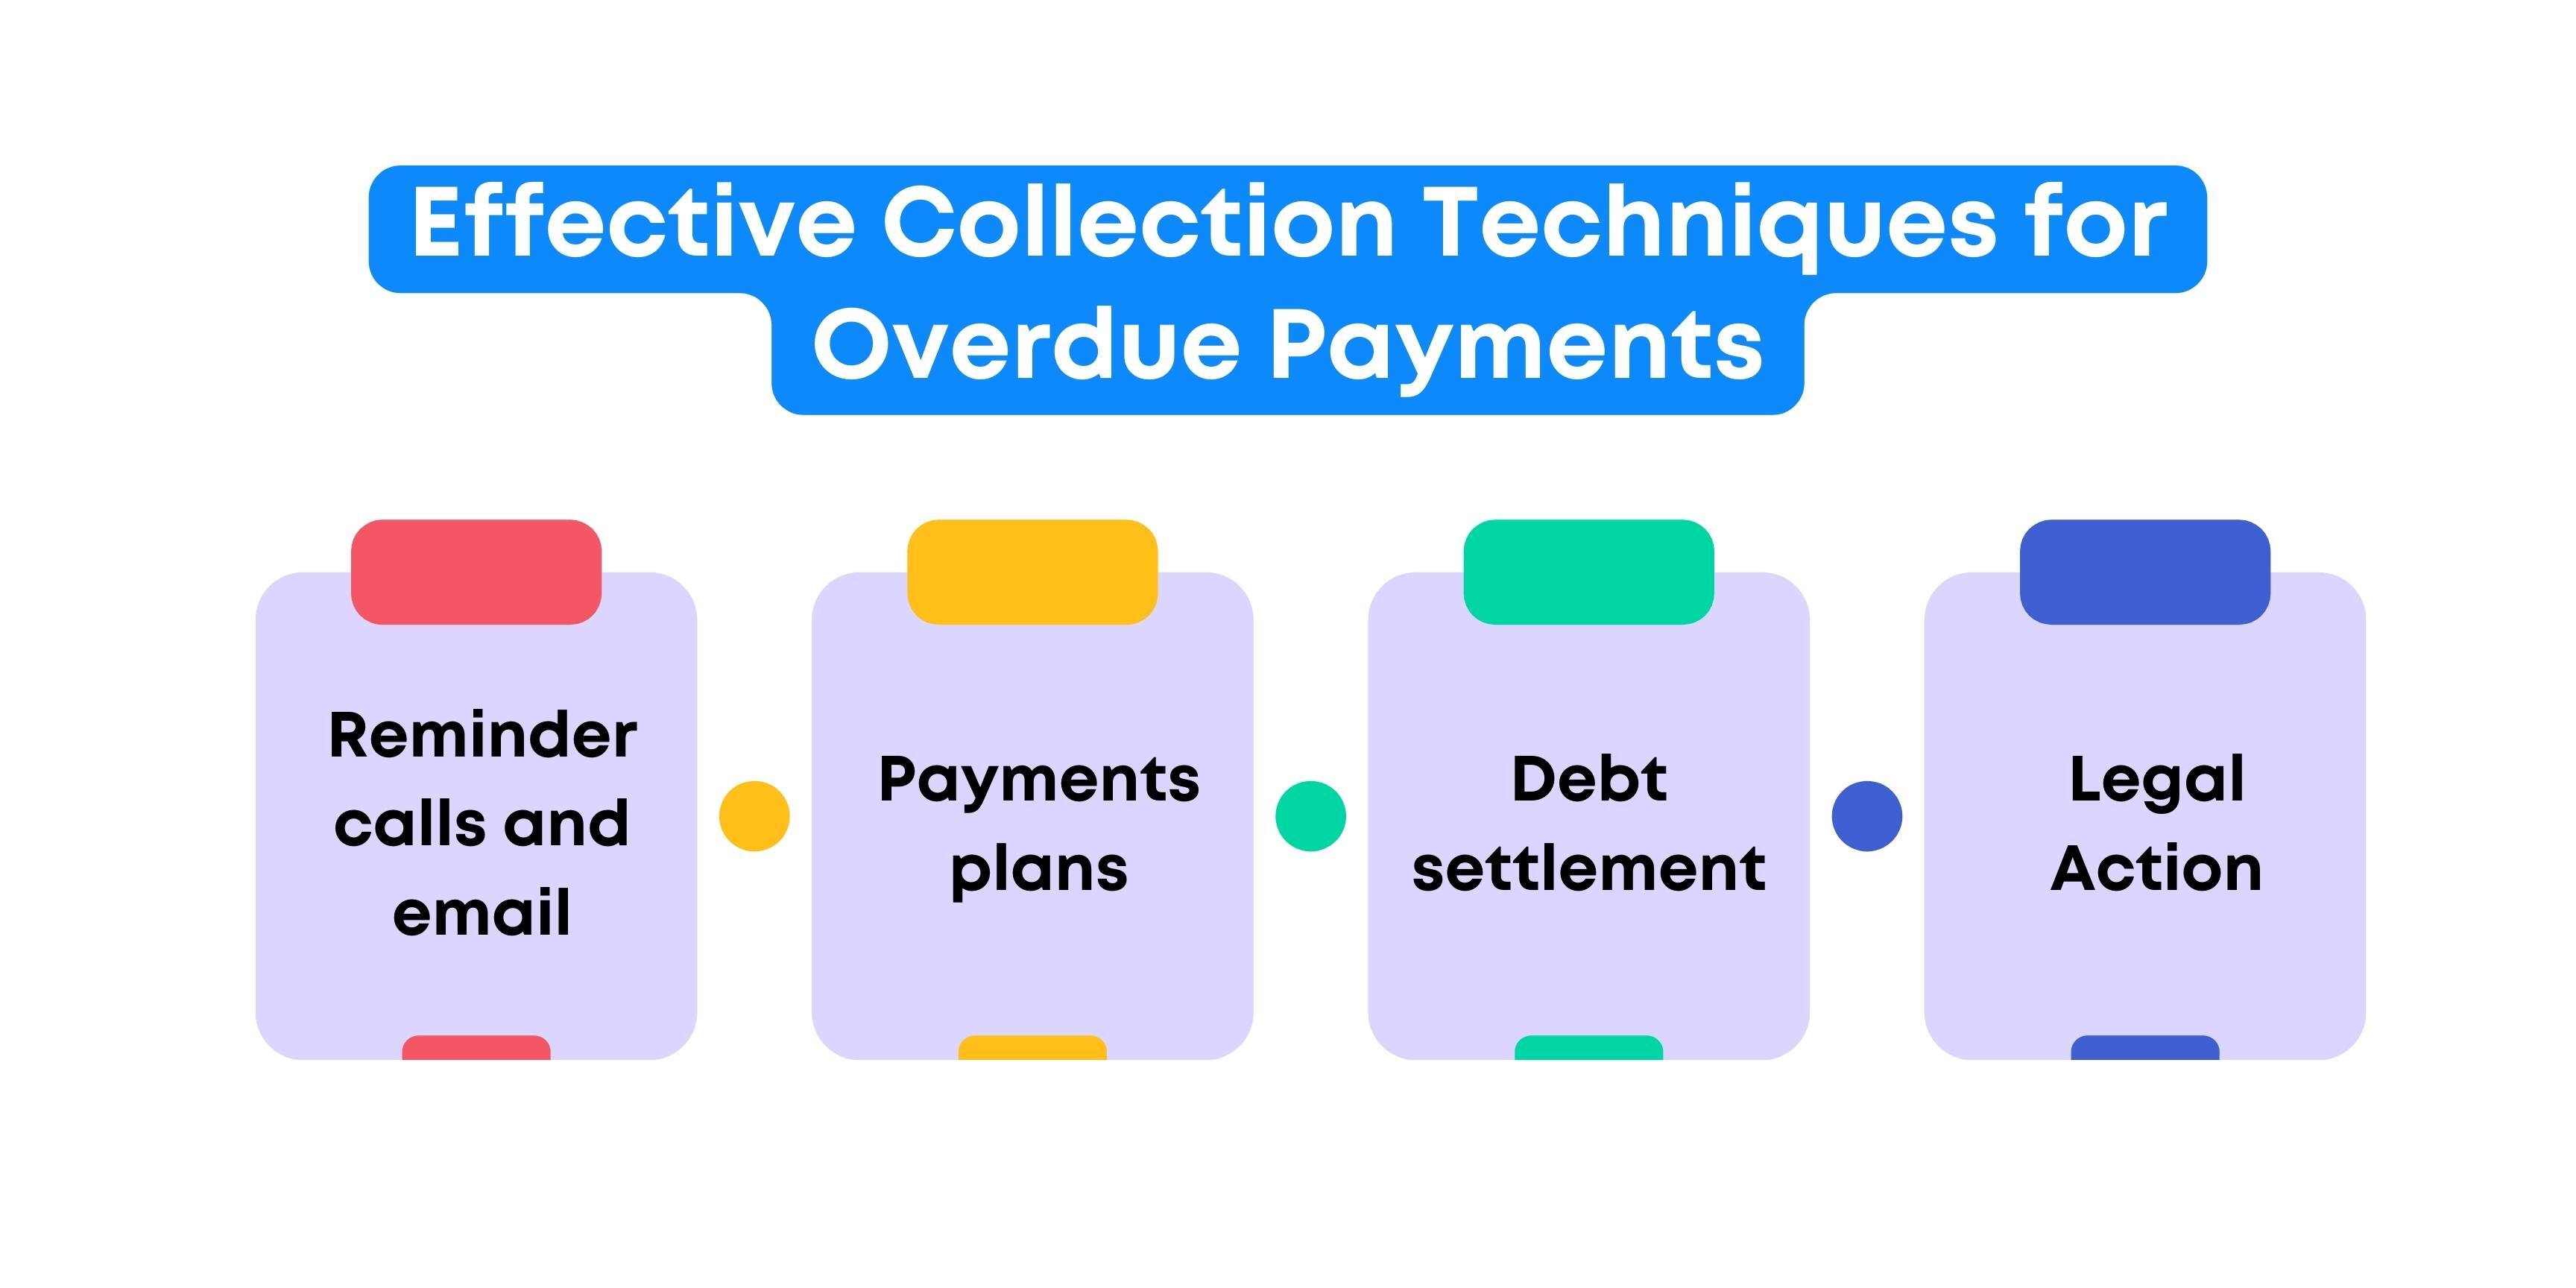 Effective Collection Techniques for
Overdue Payments
Reminder
calls and
email
Payments
plans
Debt
settlement
Legal
Action